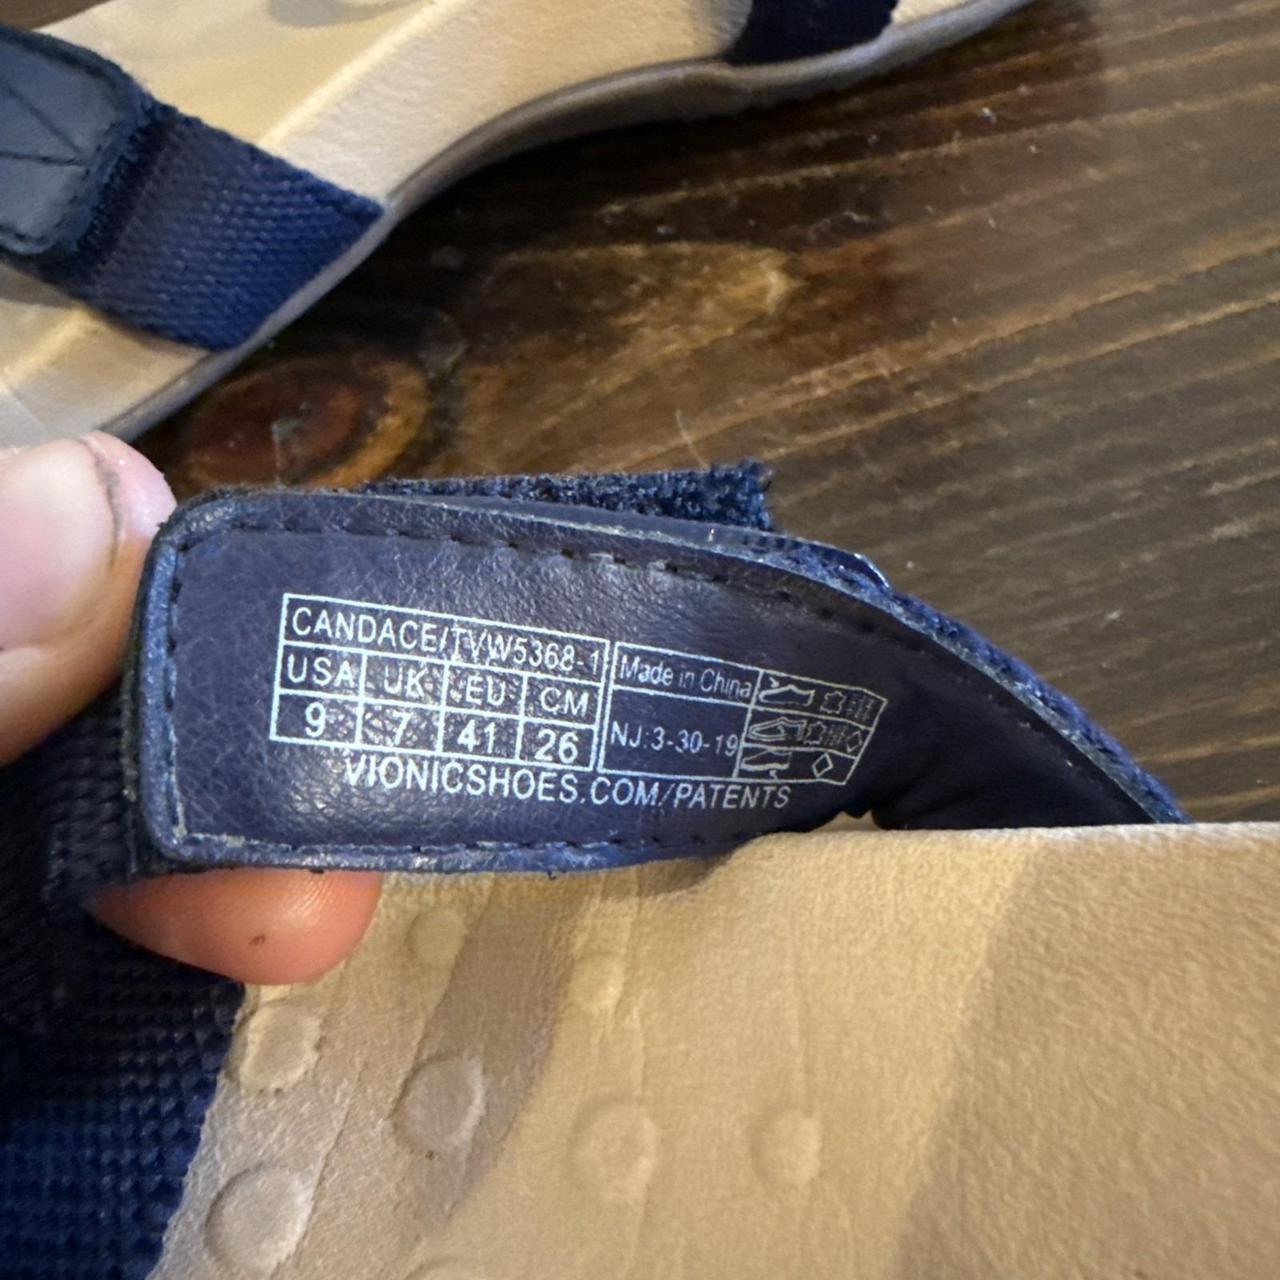 CANDACE/TVW5368-1
USA UK EU CM
9 7 41 26
Made in China
NJ:3-30-19
VIONICSHOES.COM/PATENTS